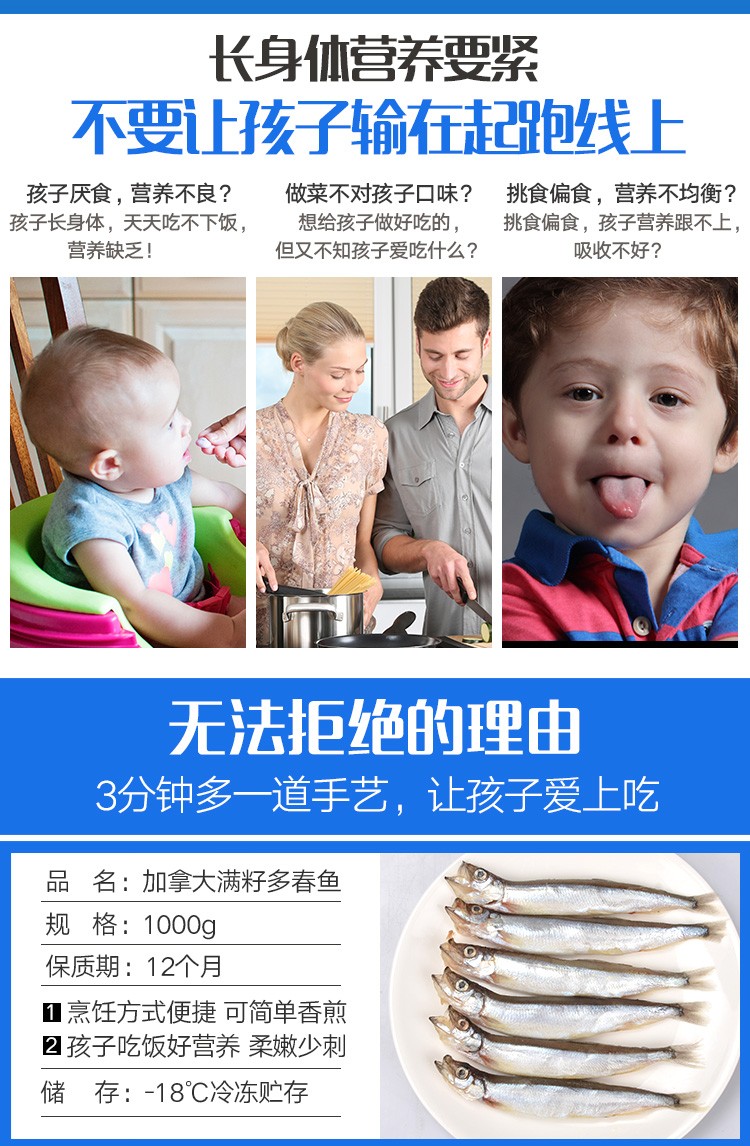 长身体营养要紧
不要让孩子输在起跑线上
孩子厌食，营养不良？
孩子长身体，天天吃不下饭，
营养缺乏！
做菜不对孩子口味？
想给孩子做好吃的，
但又不知孩子爱吃什么？
挑食偏食，营养不均衡？
挑食偏食，孩子营养跟不上，
吸收不好？
无法拒绝的理由
3分钟多一道手艺，让孩子爱上吃
品 名：加拿大满籽多春鱼
规 格：1000g
保质期：12个月
1 烹饪方式便捷 可简单香煎
2 孩子吃饭好营养 柔嫩少刺
储 存：-18℃冷冻贮存